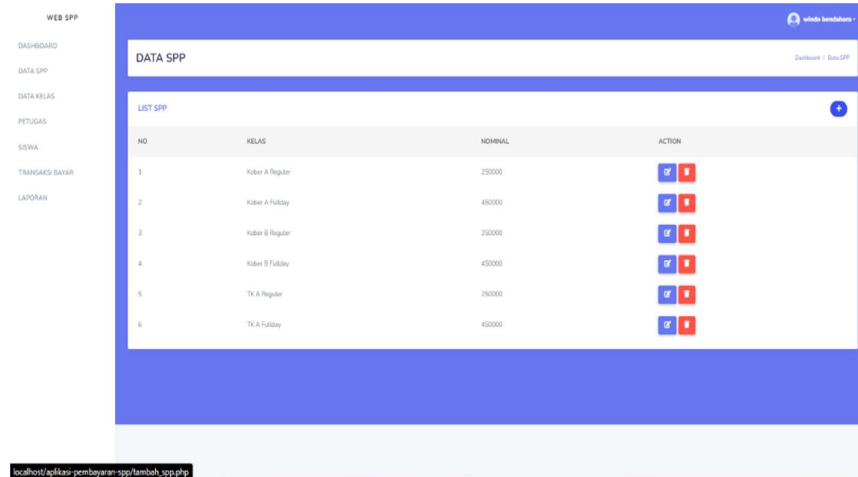 WEB SPP
winda bendahara
DASHBOARD
DATA SPP
DATA KELAS
PETUGAS
SISWA
TRANSAKSI BAYAR
LAPORAN
DATA SPP
Dashboard / Data SPP
LIST SPP
NO KELAS NOMINAL ACTION
1 Kober A Reguler 250000
2 Kober A Fullday 450000
3 Kober B Reguler 250000
4 Kober B Fullday 450000
5 TK A Reguler 250000
6 TK A Fullday 450000
localhost/aplikasi-pembayaran-spp/tambah_spp.php